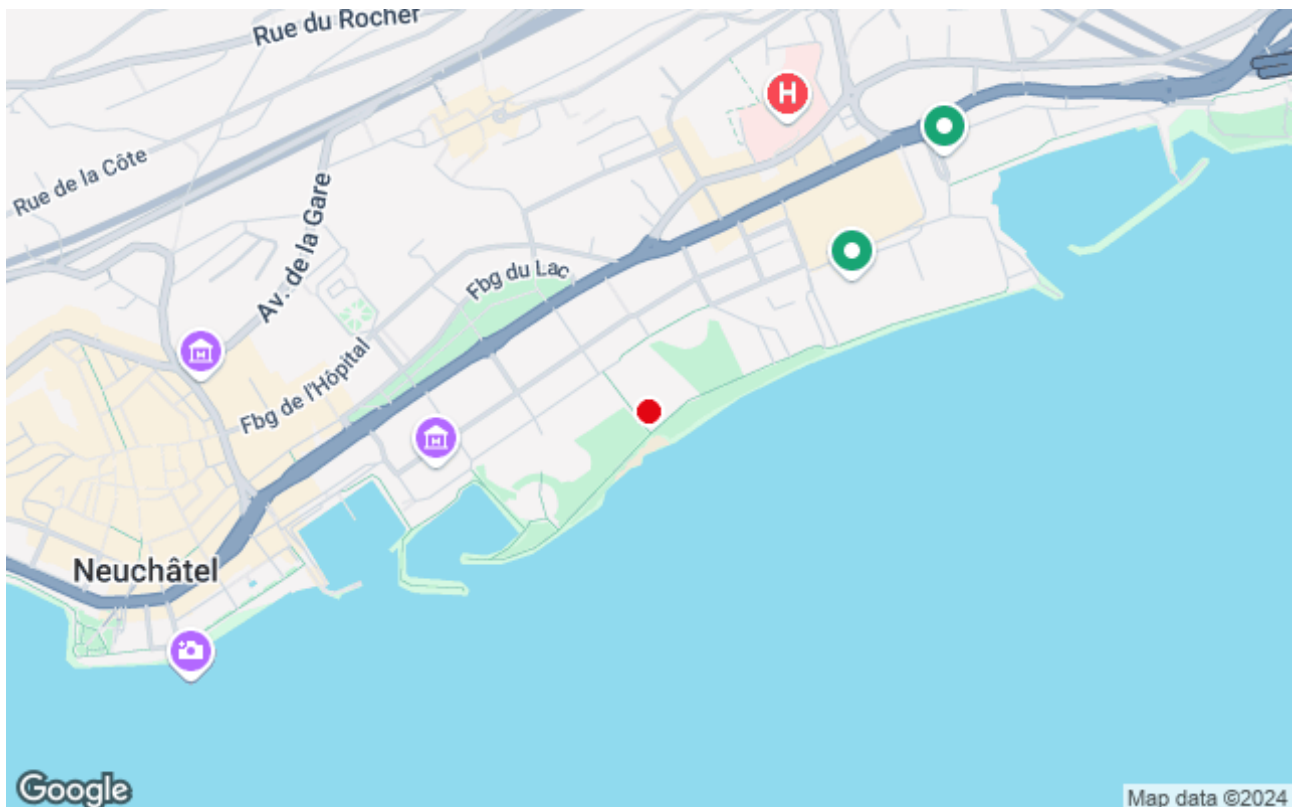 Rue du Rocher
Rue de la Côte
Av. de la Gare
Fbg du Lac
Fbg de l'Hôpital
H
Neuchâtel
Google
Map data ©2024